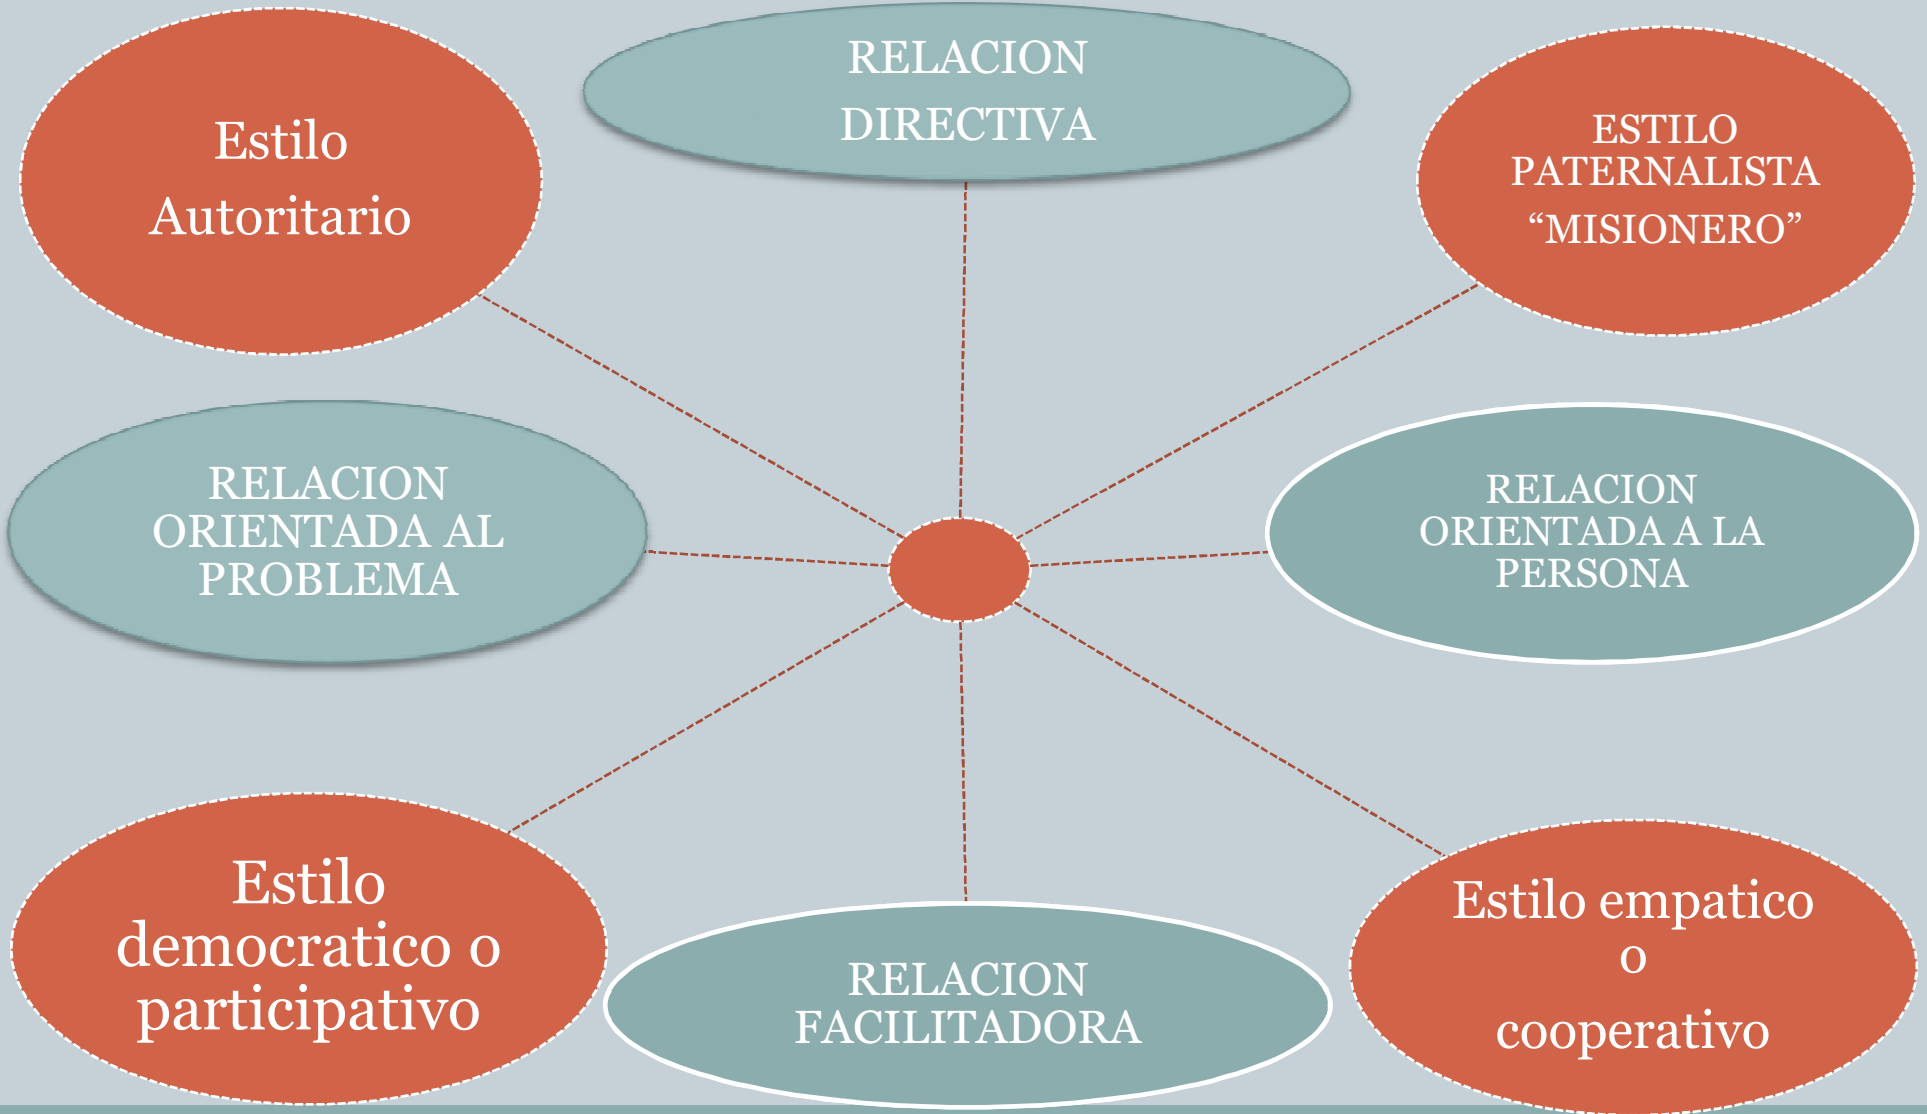 Estilo
Autoritario
RELACION
DIRECTIVA
ESTILO
PATERNALISTA
“MISIONERO”
RELACION
ORIENTADA AL
PROBLEMA
RELACION
ORIENTADA A LA
PERSONA
Estilo
democratico o
participativo
RELACION
FACILITADORA
Estilo empatico
o
cooperativo